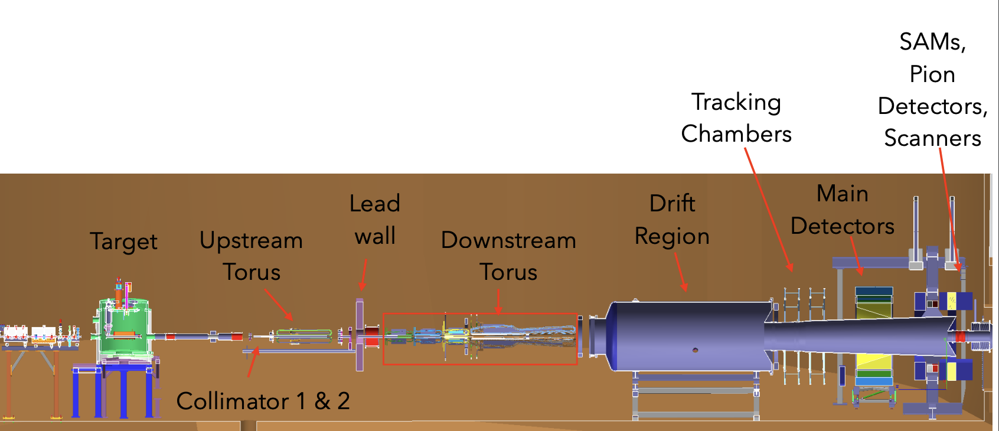 SAMs,
Pion
Detectors,
Scanners
Tracking
Chambers
Main
Detectors
Drift
Region
Lead
wall
Downstream
Torus
Upstream
Torus
Target
Collimator 1 & 2